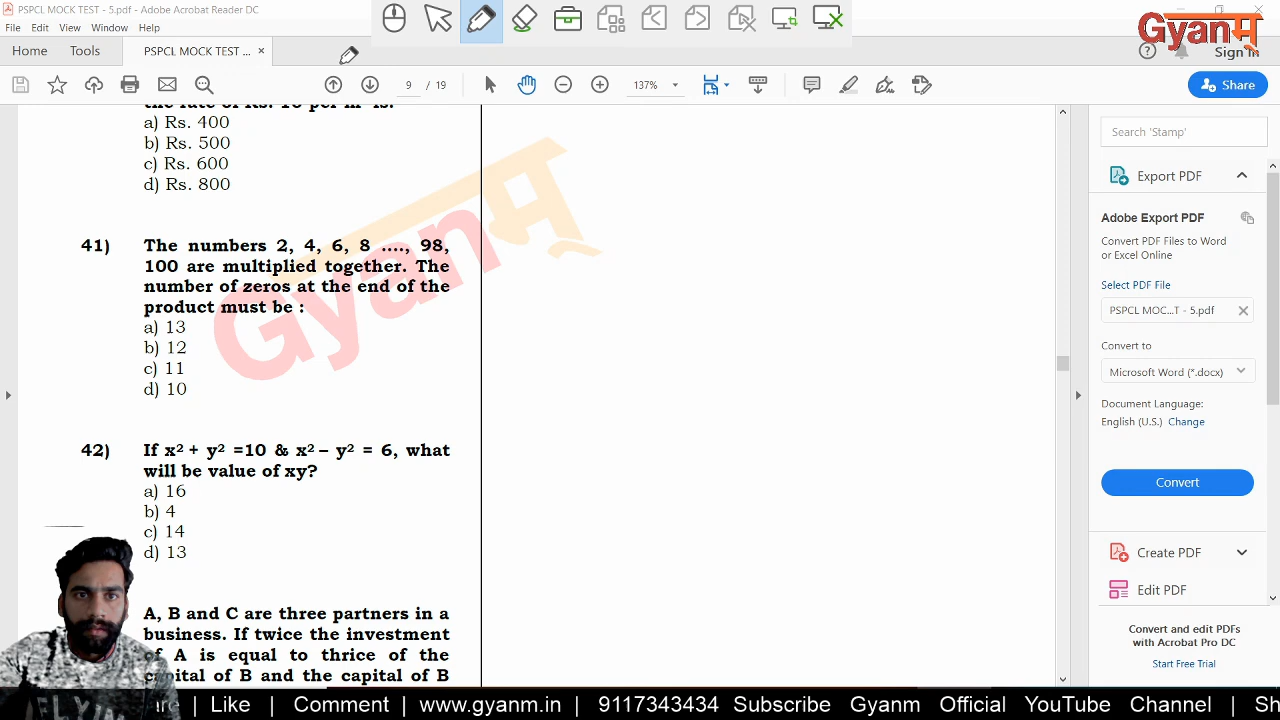 PSPCL MOCK TEST - 5.pdf - Adobe Acrobat Reader DC
File Edit View Window Help
Gyanम्
Home Tools PSPCL MOCK TEST ... × Sign In
9 / 19 137% Share
a) Rs. 400
b) Rs. 500
c) Rs. 600
d) Rs. 800
Gyanम्
41) The numbers 2, 4, 6, 8 ...., 98,
100 are multiplied together. The
number of zeros at the end of the
product must be :
a) 13
b) 12
c) 11
d) 10
42) If x² + y² =10 & x² – y² = 6, what
will be value of xy?
a) 16
b) 4
c) 14
d) 13
A, B and C are three partners in a
business. If twice the investment
of A is equal to thrice of the
capital of B and the capital of B
Search 'Stamp'
Export PDF
Adobe Export PDF
Convert PDF Files to Word
or Excel Online
Select PDF File
PSPCL MOC...T - 5.pdf
Convert to
Microsoft Word (*.docx)
Document Language:
English (U.S.) Change
Convert
Create PDF
Edit PDF
Convert and edit PDFs
with Acrobat Pro DC
Start Free Trial
| Like | Comment | www.gyanm.in | 9117343434 Subscribe Gyanm Official YouTube Channel | Sh